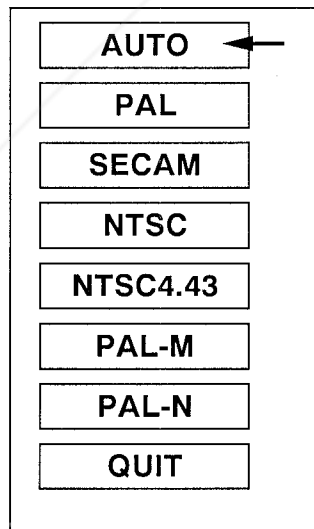 AUTO
PAL
SECAM
NTSC
NTSC4.43
PAL-M
PAL-N
QUIT